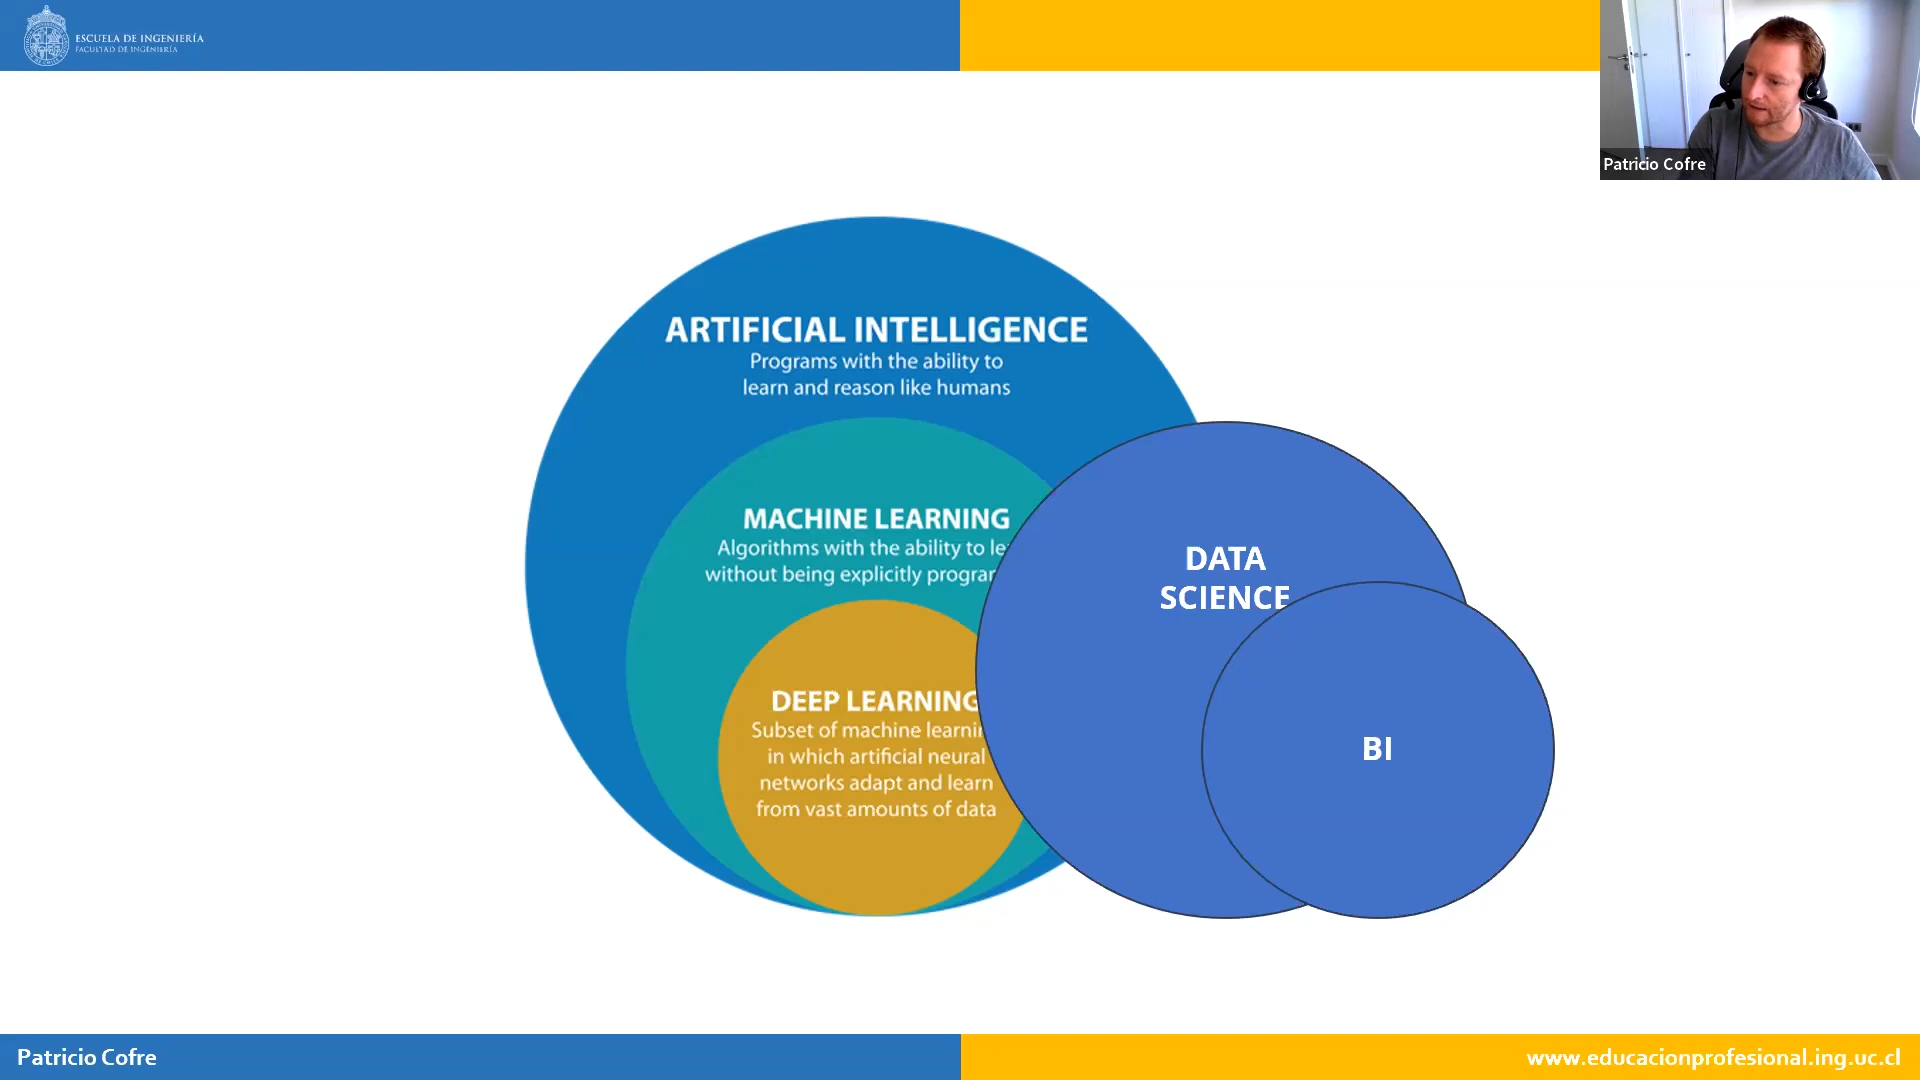 ESCUELA DE INGENIERÍA
FACULTAD DE INGENIERÍA
Patricio Cofre
ARTIFICIAL INTELLIGENCE
Programs with the ability to
learn and reason like humans
MACHINE LEARNING
Algorithms with the ability to le
without being explicitly progra
DEEP LEARNING
Subset of machine learni
in which artificial neural
networks adapt and learn
from vast amounts of data
DATA
SCIENCE
BI
Patricio Cofre
www.educacionprofesional.ing.uc.cl